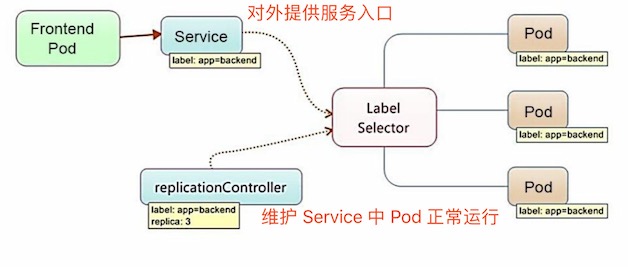 对外提供服务入口
Frontend
Pod
Service
label: app=backend
Pod
label: app=backend
Label
Selector
Pod
label: app=backend
replicationController
label: app=backend
replica: 3
维护 Service 中 Pod 正常运行
Pod
label: app=backend